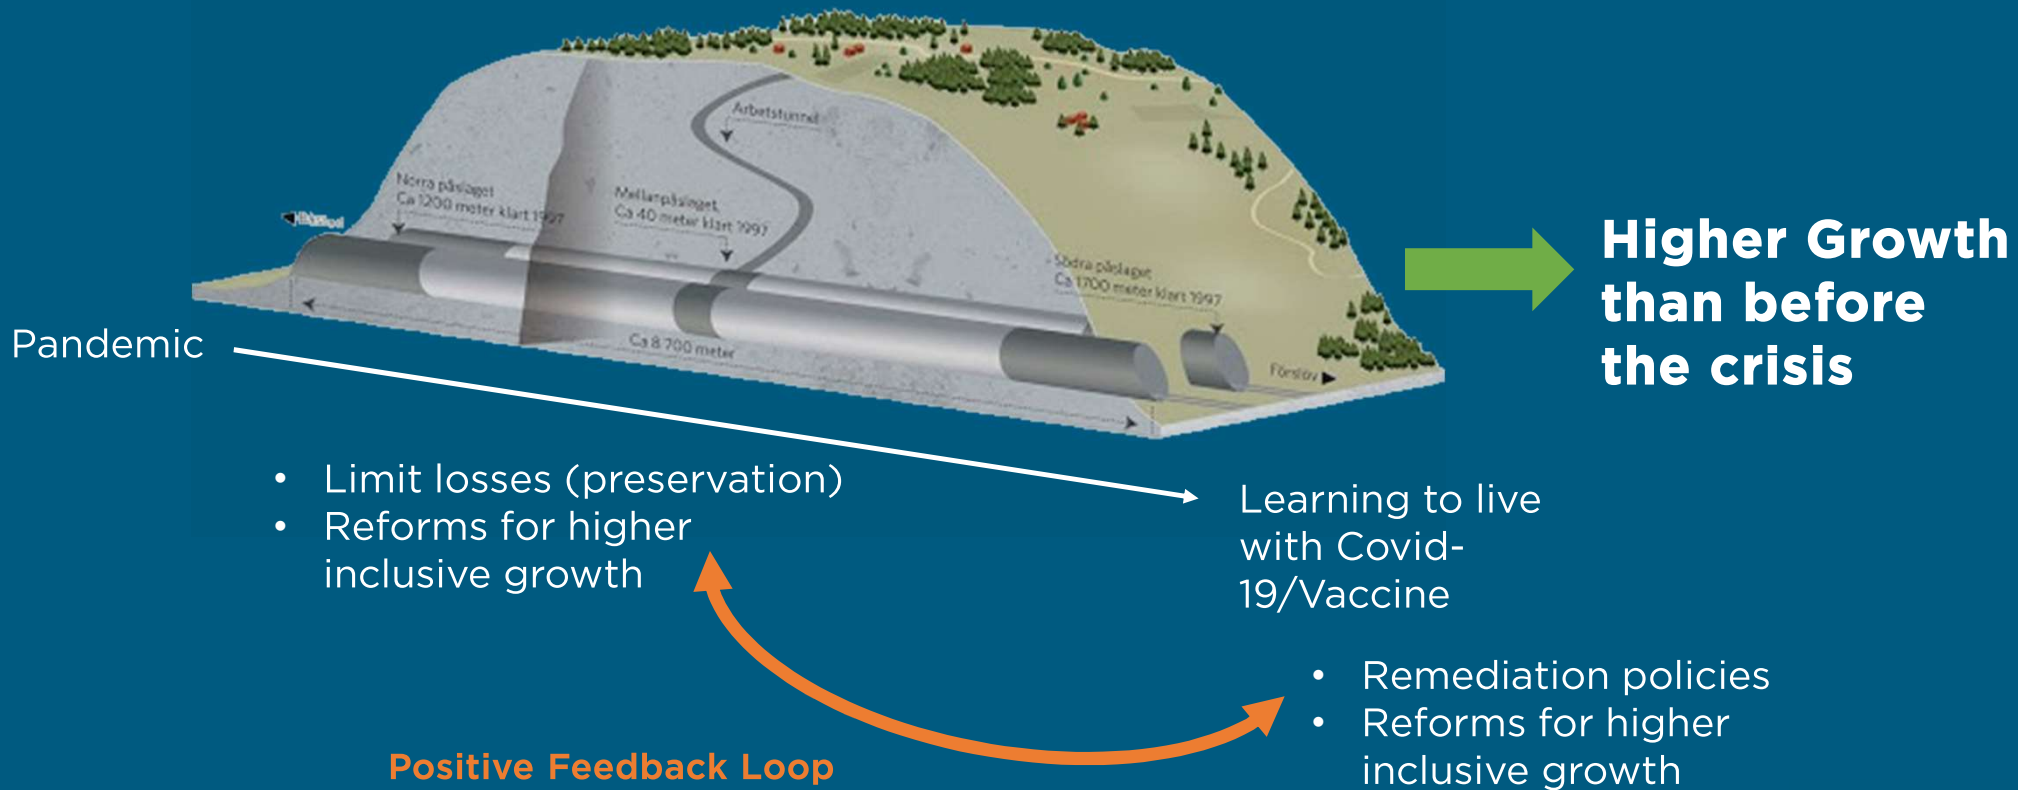 Arbetstunnel
Norra påslaget
Ca 1200 meter klart 1997
Mellanpåslaget
Ca 40 meter klart 1997
Södra påslaget
Ca 1700 meter klart 1997
Ca 8 700 meter
Förslöv
Higher Growth
than before
the crisis
Pandemic
• Limit losses (preservation)
• Reforms for higher
inclusive growth
Learning to live
with Covid-
19/Vaccine
• Remediation policies
• Reforms for higher
inclusive growth
Positive Feedback Loop